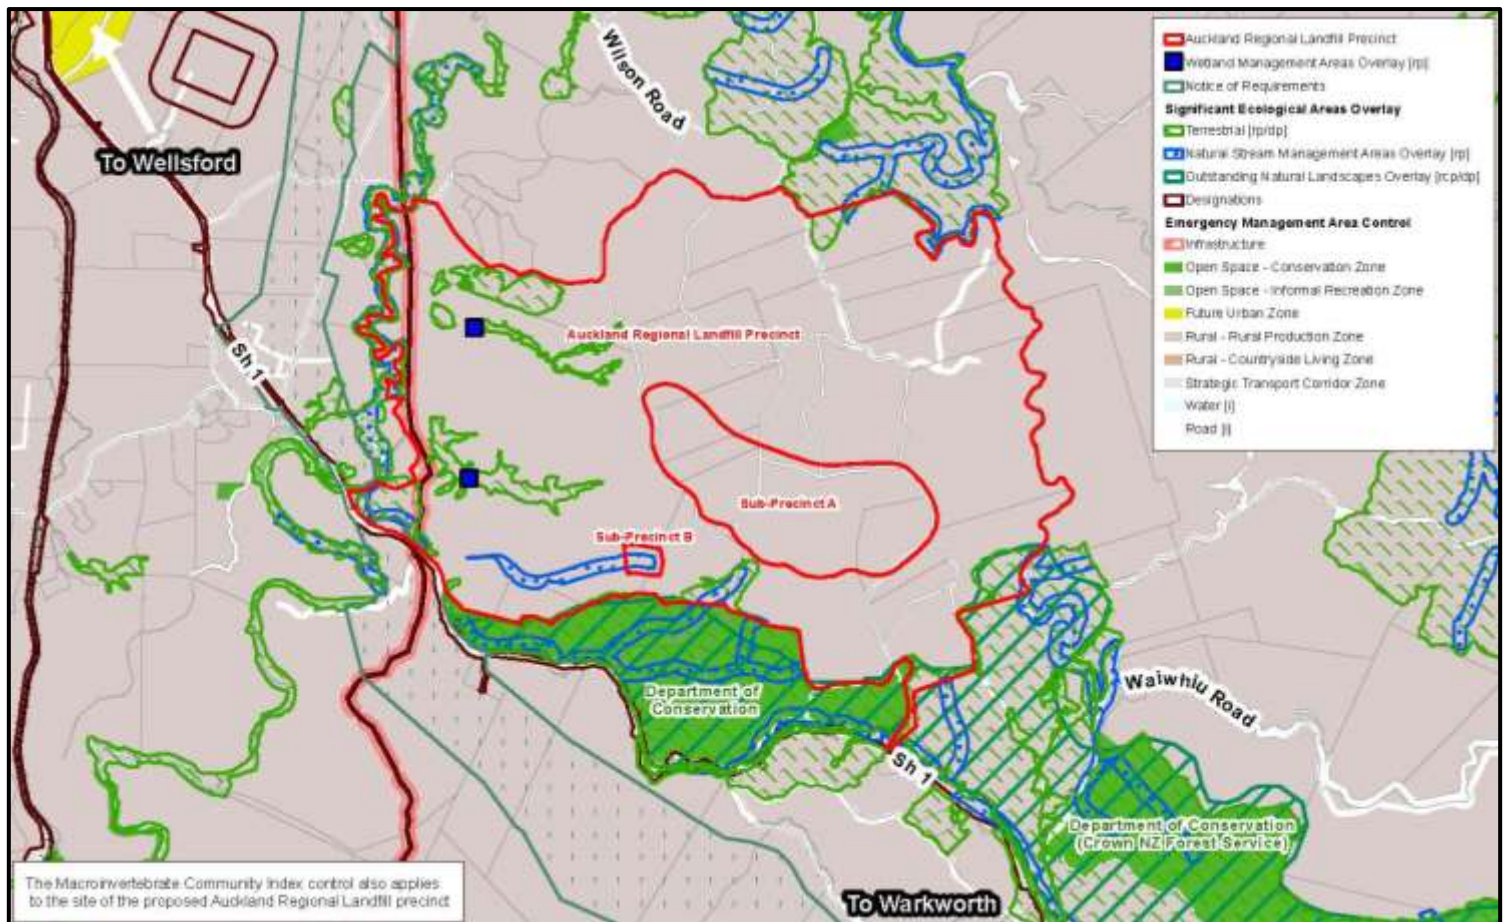 Wilson Road
To Wellsford
Sh 1
Auckland Regional Landfill Precinct
Sub-Precinct A
Sub-Precinct B
Department of
Conservation
Sh 1
Waiwhiu Road
Department of Conservation
(Crown NZ Forest Service)
To Warkworth
Auckland Regional Landfill Precinct
Wetland Management Areas Overlay [rp]
Notice of Requirements
Significant Ecological Areas Overlay
Terrestrial [rp/dp]
Natural Stream Management Areas Overlay [rp]
Outstanding Natural Landscapes Overlay [rcp/dp]
Designations
Emergency Management Area Control
Infrastructure
Open Space - Conservation Zone
Open Space - Informal Recreation Zone
Future Urban Zone
Rural - Rural Production Zone
Rural - Countryside Living Zone
Strategic Transport Corridor Zone
Water [i]
Road [i]
The Macroinvertebrate Community Index control also applies
to the site of the proposed Auckland Regional Landfill precinct